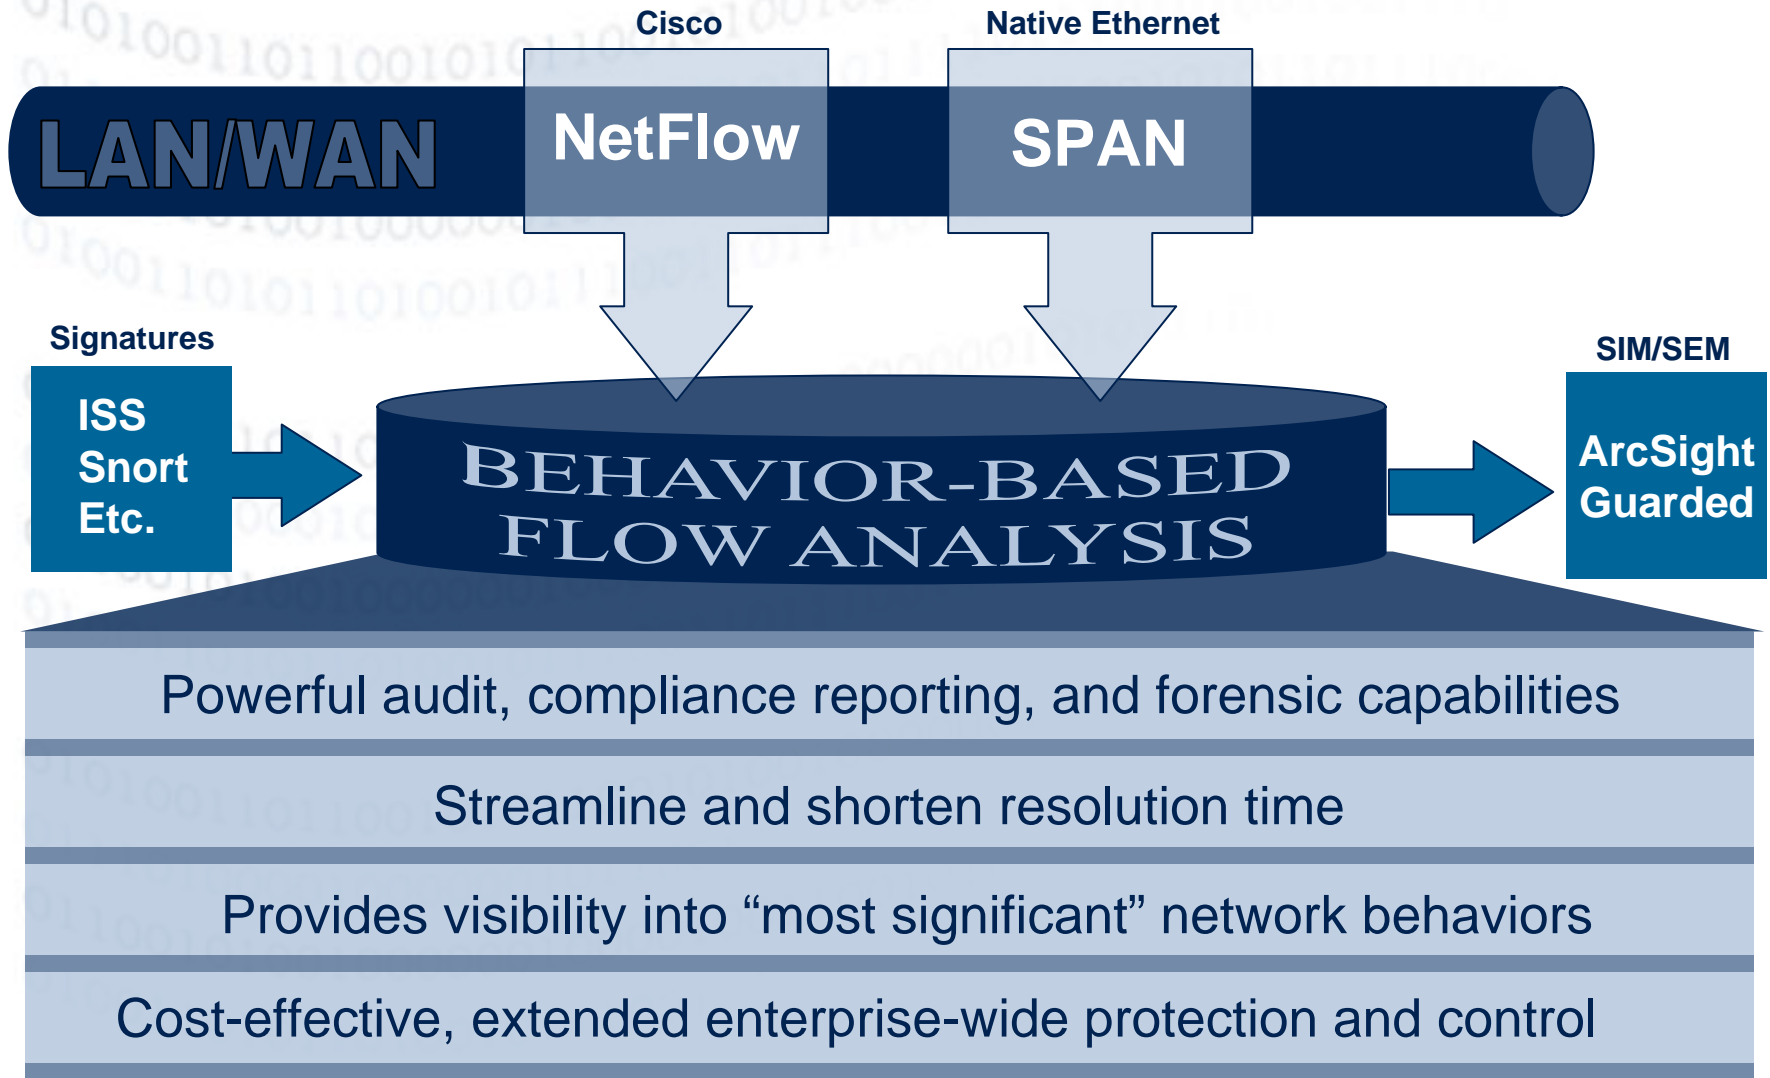 Cisco
Native Ethernet
LAN/WAN
NetFlow
SPAN
Signatures
ISS
Snort
Etc.
BEHAVIOR-BASED
FLOW ANALYSIS
SIM/SEM
ArcSight
Guarded
Powerful audit, compliance reporting, and forensic capabilities
Streamline and shorten resolution time
Provides visibility into “most significant” network behaviors
Cost-effective, extended enterprise-wide protection and control